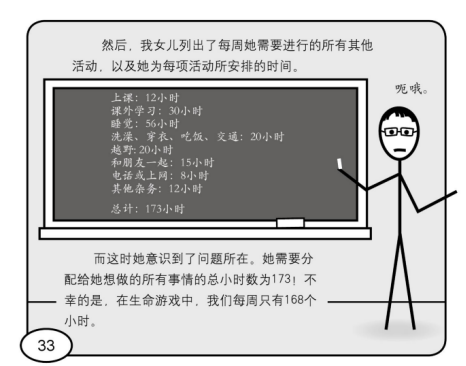 然后，我女儿列出了每周她需要进行的所有其他
活动，以及她为每项活动所安排的时间。
呃哦。
上课：12小时
课外学习：30小时
睡觉：56小时
洗澡、穿衣、吃饭、交通：20小时
越野:20小时
和朋友一起：15小时
电话或上网：8小时
其他杂务：12小时
总计：173小时
而这时她意识到了问题所在。她需要分
配给她想做的所有事情的总小时数为173！不
幸的是，在生命游戏中，我们每周只有168个
小时。
33